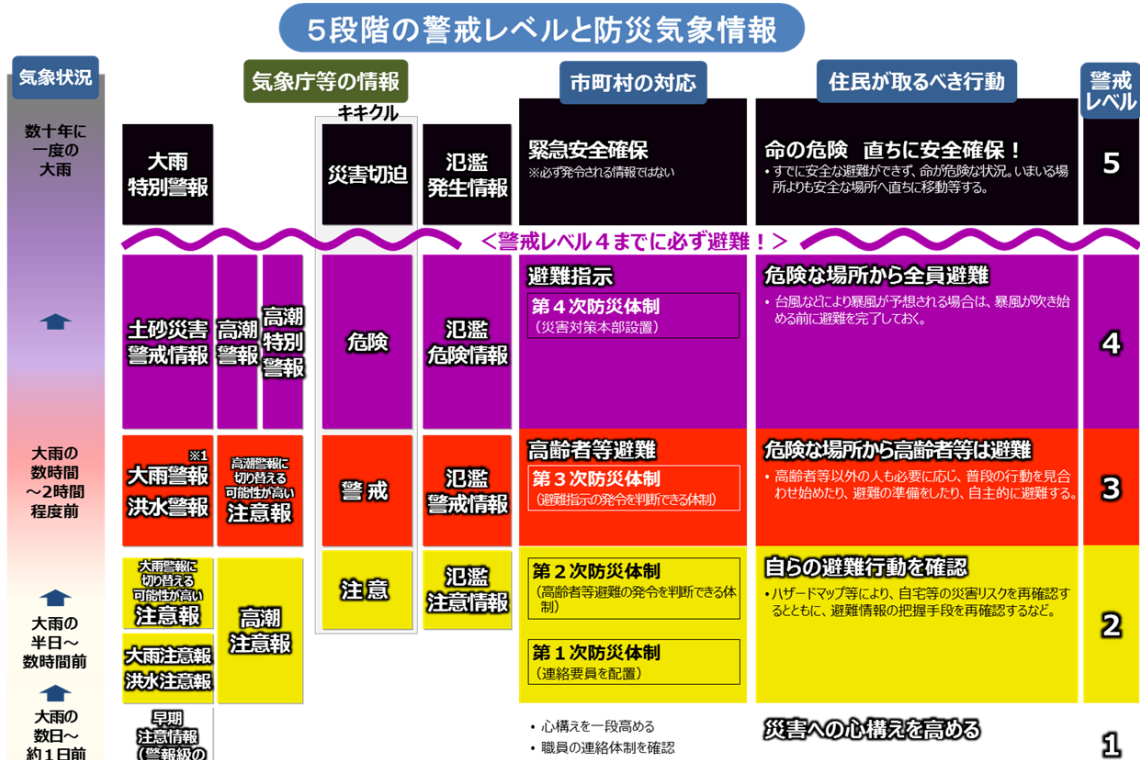 5段階の警戒レベルと防災気象情報
気象状況
気象庁等の情報
市町村の対応
住民が取るべき行動
警戒
レベル
キキクル
数十年に
一度の
大雨
大雨
特別警報
災害切迫
氾濫
発生情報
緊急安全確保
※必ず発令される情報ではない
命の危険 直ちに安全確保!
・すでに安全な避難ができず、命が危険な状況。いまいる場
所よりも安全な場所へ直ちに移動等する。
5
<警戒レベル4までに必ず避難!>
土砂災害
警戒情報
高潮
警報
高潮
特別
警報
危険
氾濫
危険情報
避難指示
第4次防災体制
(災害対策本部設置)
危険な場所から全員避難
・台風などにより暴風が予想される場合は、暴風が吹き始
める前に避難を完了しておく。
4
大雨の
数時間
~2時間
程度前
※1
大雨警報
洪水警報
高潮警報に
切り替える
可能性が高い
注意報
警戒
氾濫
警戒情報
高齢者等避難
第3次防災体制
(避難指示の発令を判断できる体制)
危険な場所から高齢者等は避難
・高齢者等以外の人も必要に応じ、普段の行動を見合
わせ始めたり、避難の準備をしたり、自主的に避難する。
3
大雨の
半日~
数時間前
大雨警報に
切り替える
可能性が高い
注意報
大雨注意報
洪水注意報
高潮
注意報
注意
氾濫
注意情報
第2次防災体制
(高齢者等避難の発令を判断できる体
制)
第1次防災体制
(連絡要員を配置)
自らの避難行動を確認
・ハザードマップ等により、自宅等の災害リスクを再確認す
るとともに、避難情報の把握手段を再確認するなど。
2
大雨の
数日~
約1日前
早期
注意情報
(警報級の
・心構えを一段高める
・職員の連絡体制を確認
災害への心構えを高める
1